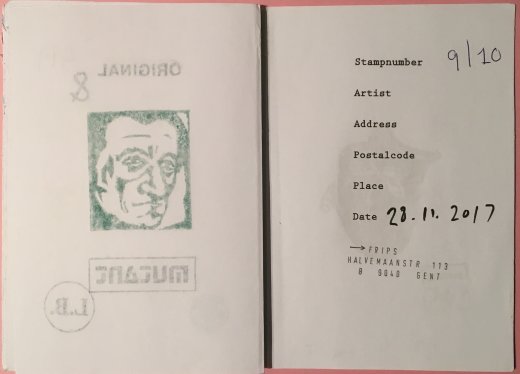 ORIGINAL
8
mutant
L.B.
Stampnumber 9/10
Artist
Address
Postalcode
Place
Date 28.11.2017
→FRIPS
HALVEMAANSTR 113
B 9040 GENT